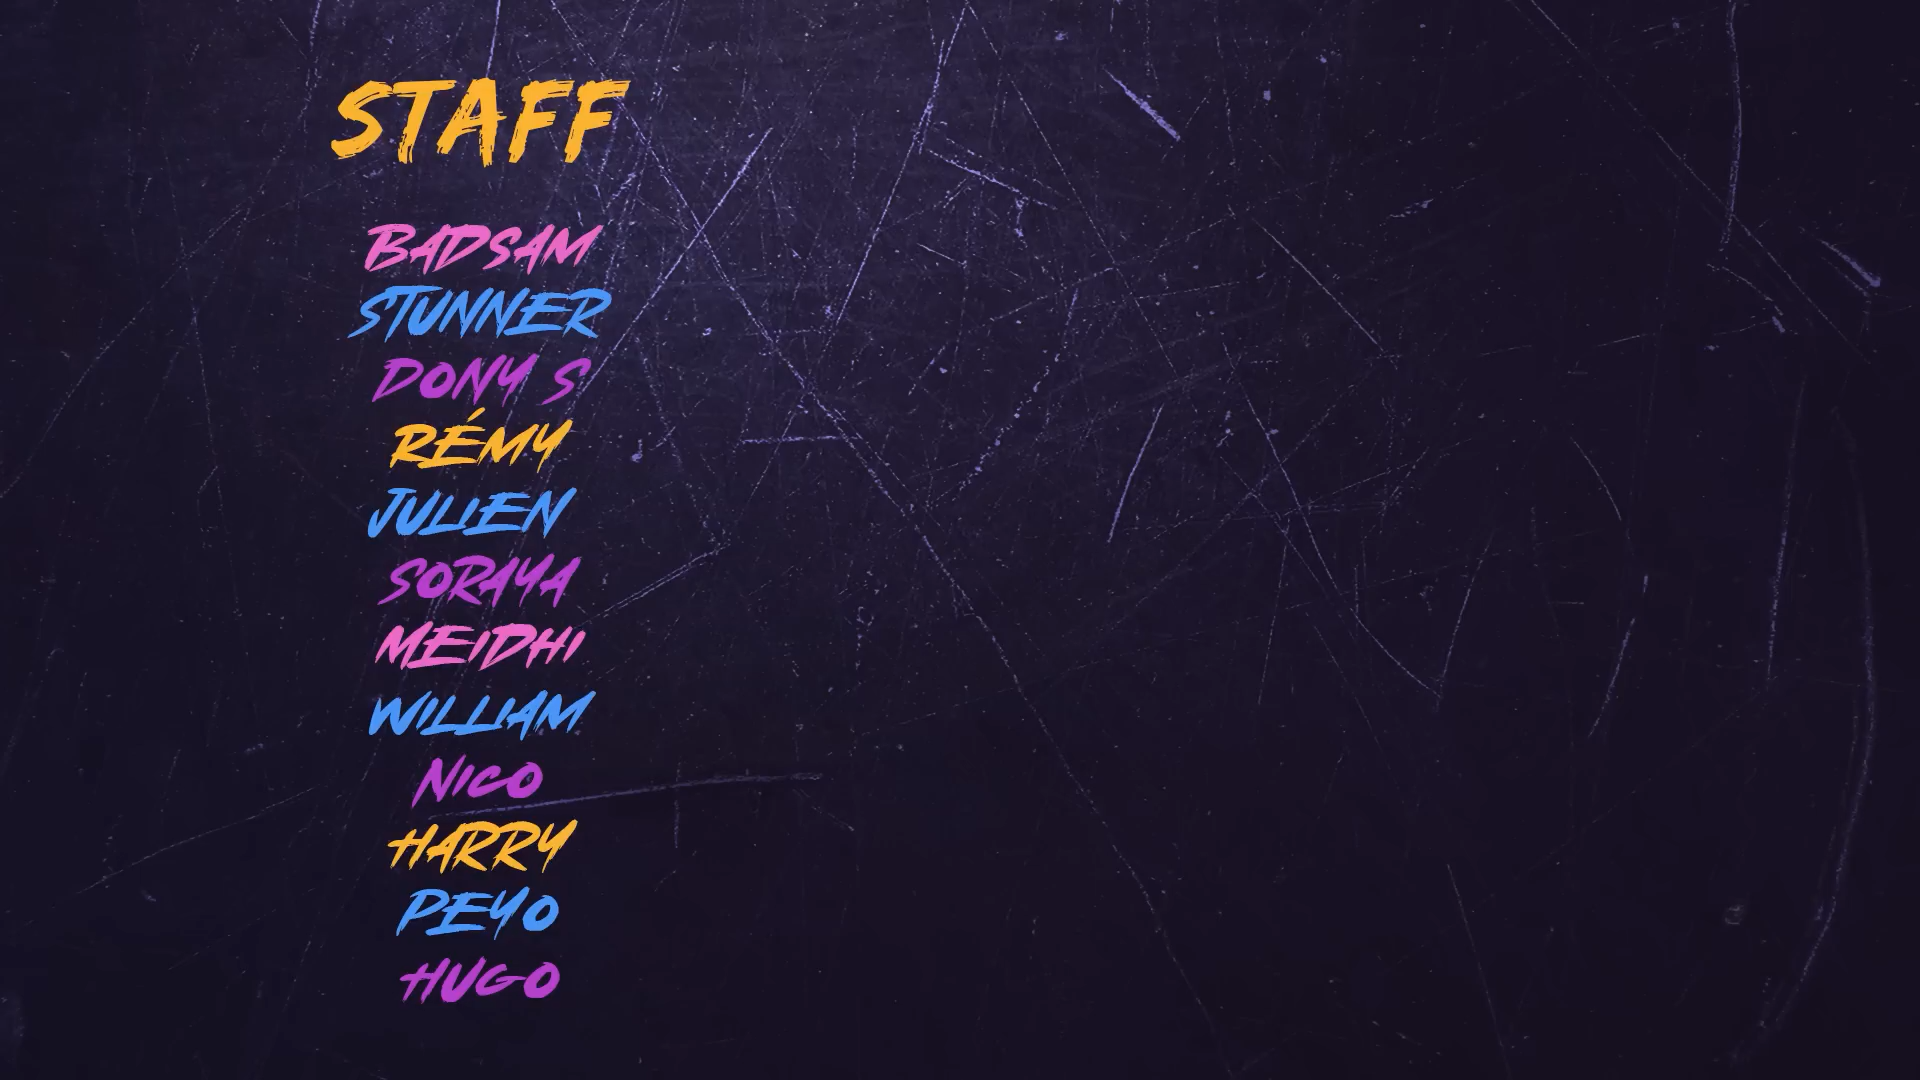 STAFF
BADSAM
STUNNER
DONY S
RÉMY
JULIEN
SORAYA
MEIDHI
WILLIAM
NICO
HARRY
PEYO
HUGO